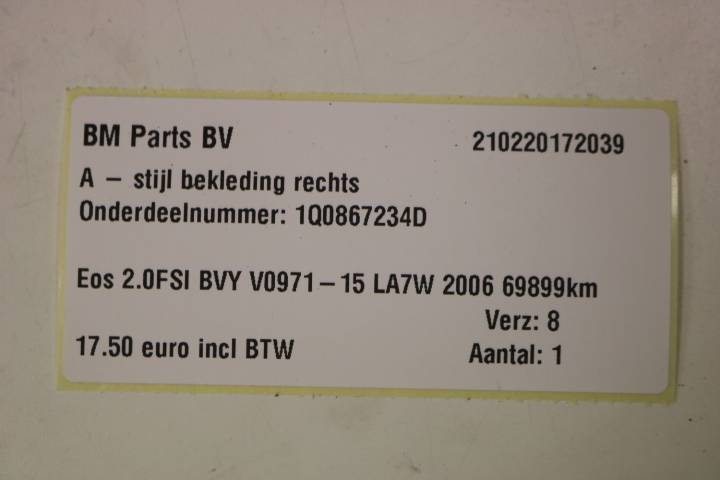 BM Parts BV 210220172039
A – stijl bekleding rechts
Onderdeelnummer: 1Q0867234D
Eos 2.0FSI BVY V0971–15 LA7W 2006 69899km
Verz: 8
17.50 euro incl BTW Aantal: 1